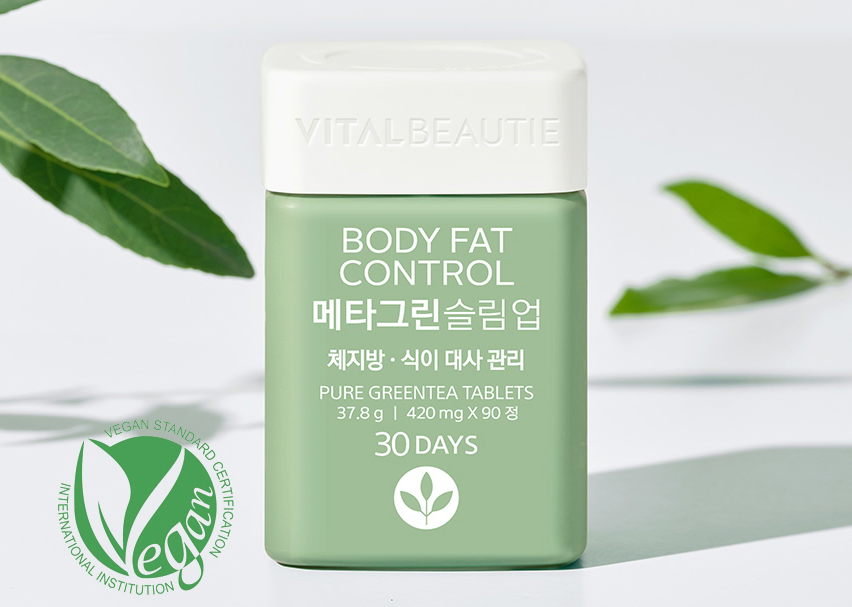 VITALBEAUTIE
BODY FAT
CONTROL
메타그린슬림업
체지방 · 식이 대사 관리
PURE GREENTEA TABLETS
37.8 g | 420 mg X 90 정
30 DAYS
VEGAN STANDARD CERTIFICATION
INTERNATIONAL INSTITUTION
Vegan